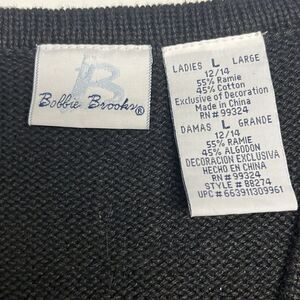 B
Bobbie Brooks®
LADIES L LARGE
12/14
55% Ramie
45% Cotton
Exclusive of Decoration
Made in China
RN# 99324
DAMAS L GRANDE
12/14
55% RAMIE
45% ALGODON
DECORACION EXCLUSIVA
HECHO EN CHINA
RN# 99324
STYLE# 88274
UPC# 663911309961